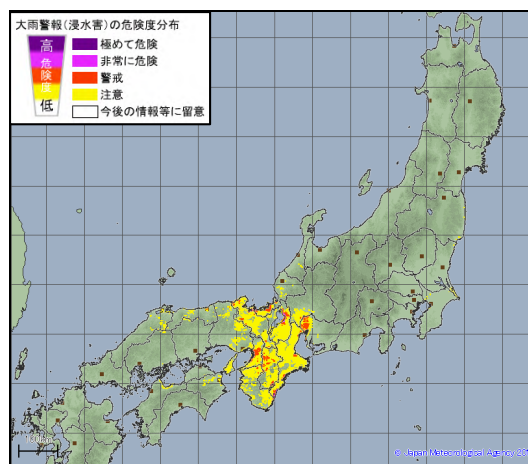 大雨警報(浸水害)の危険度分布
高
危険度
低
極めて危険
非常に危険
警戒
注意
今後の情報等に留意
© Japan Meteorological Agency